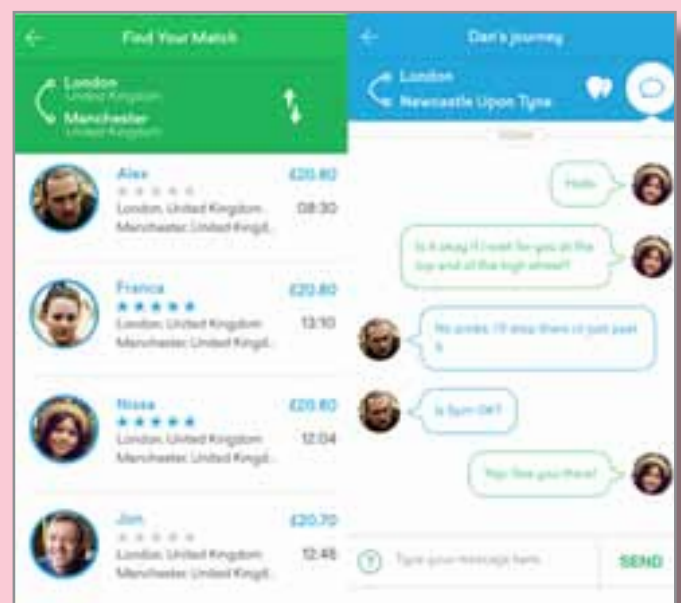 Find Your Match
London
United Kingdom
Manchester
United Kingdom
Alex
£20.80
London, United Kingdom
08:30
Manchester, United Kingd..
Franca
£20.80
London, United Kingdom
13:10
Manchester, United Kingd..
Nissa
£20.80
London, United Kingdom
12:04
Manchester, United Kingd..
Jon
£20.70
London, United Kingdom
12:45
Manchester, United Kingd..
Dan's journey
London
Newcastle Upon Tyne
Hello
Is it okay if I wait for you at the
top end of the high street?
No probs. I'll stop there or just past
it
Is 5pm OK?
Yep. See you there!
Type your message here
SEND